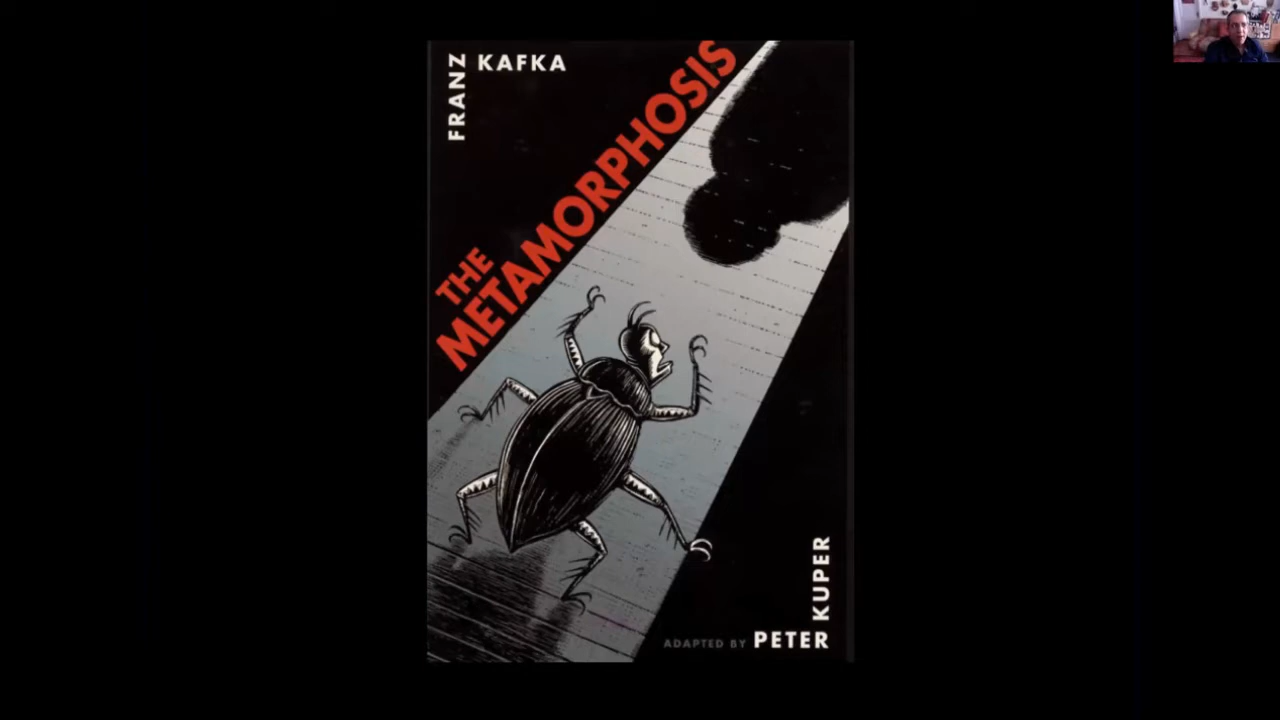 FRANZ
KAFKA
THE
METAMORPHOSIS
ADAPTED BY PETER
KUPER